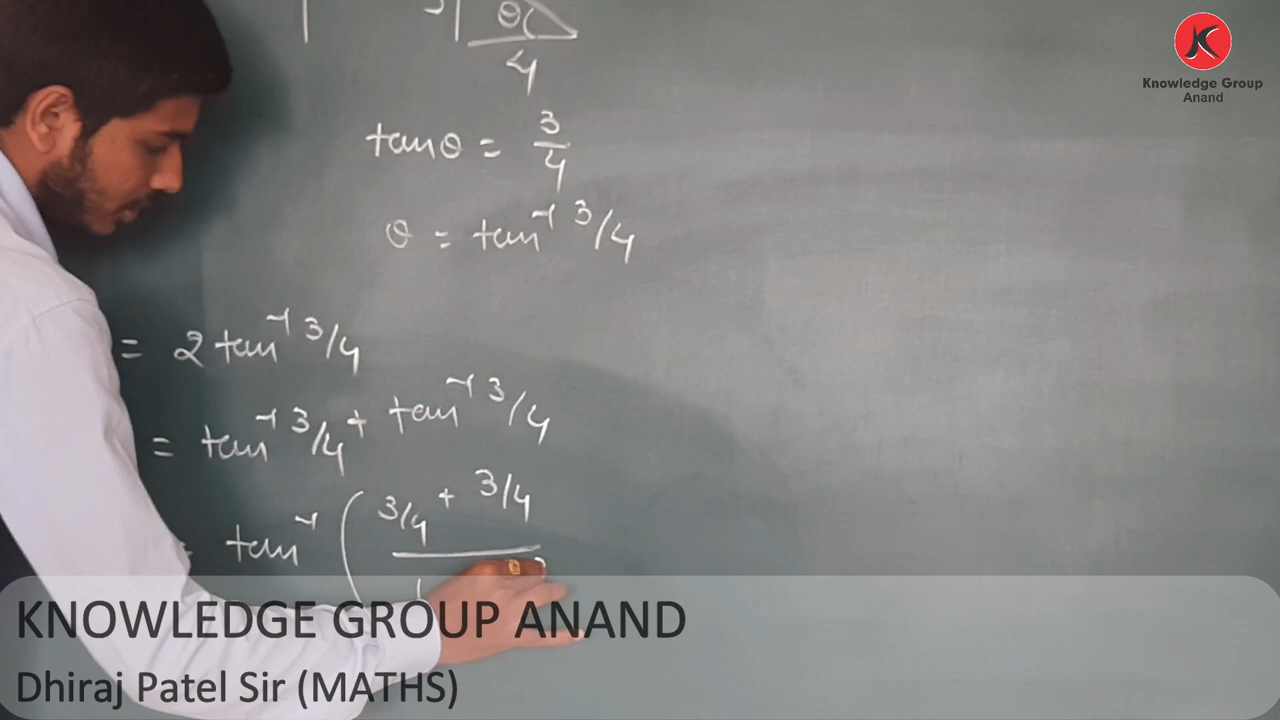 θ
4
tanθ = 3/4
θ = tan⁻¹ 3/4
= 2 tan⁻¹ 3/4
= tan⁻¹ 3/4 + tan⁻¹ 3/4
= tan⁻¹ ( 3/4 + 3/4
1
Knowledge Group
Anand
KNOWLEDGE GROUP ANAND
Dhiraj Patel Sir (MATHS)